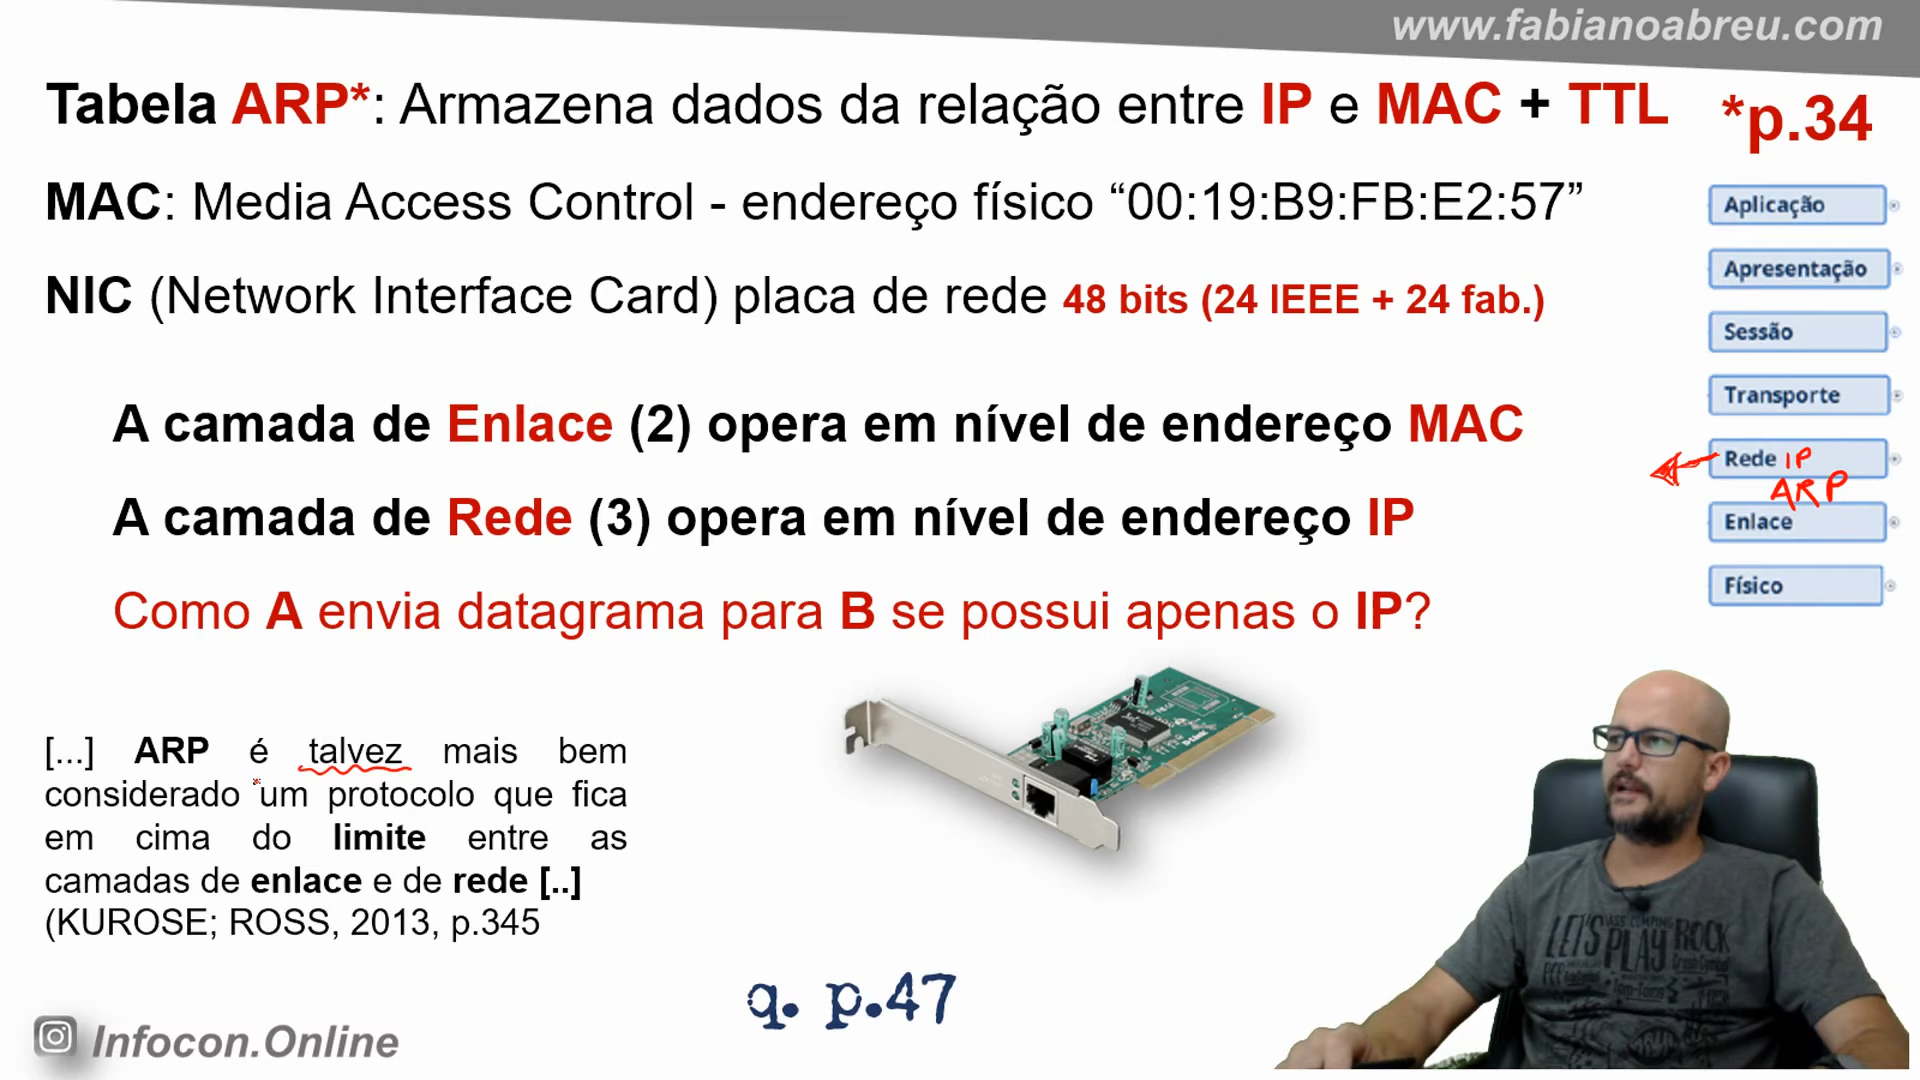 www.fabianoabreu.com
Tabela ARP*: Armazena dados da relação entre IP e MAC + TTL
*p.34
MAC: Media Access Control - endereço físico “00:19:B9:FB:E2:57”
NIC (Network Interface Card) placa de rede 48 bits (24 IEEE + 24 fab.)
A camada de Enlace (2) opera em nível de endereço MAC
A camada de Rede (3) opera em nível de endereço IP
Como A envia datagrama para B se possui apenas o IP?
Aplicação
Apresentação
Sessão
Transporte
Rede IP
ARP
Enlace
Físico
[...] ARP é talvez mais bem
considerado um protocolo que fica
em cima do limite entre as
camadas de enlace e de rede [..]
(KUROSE; ROSS, 2013, p.345
q. p.47
Infocon.Online
LET'S
PLAY
ROCK